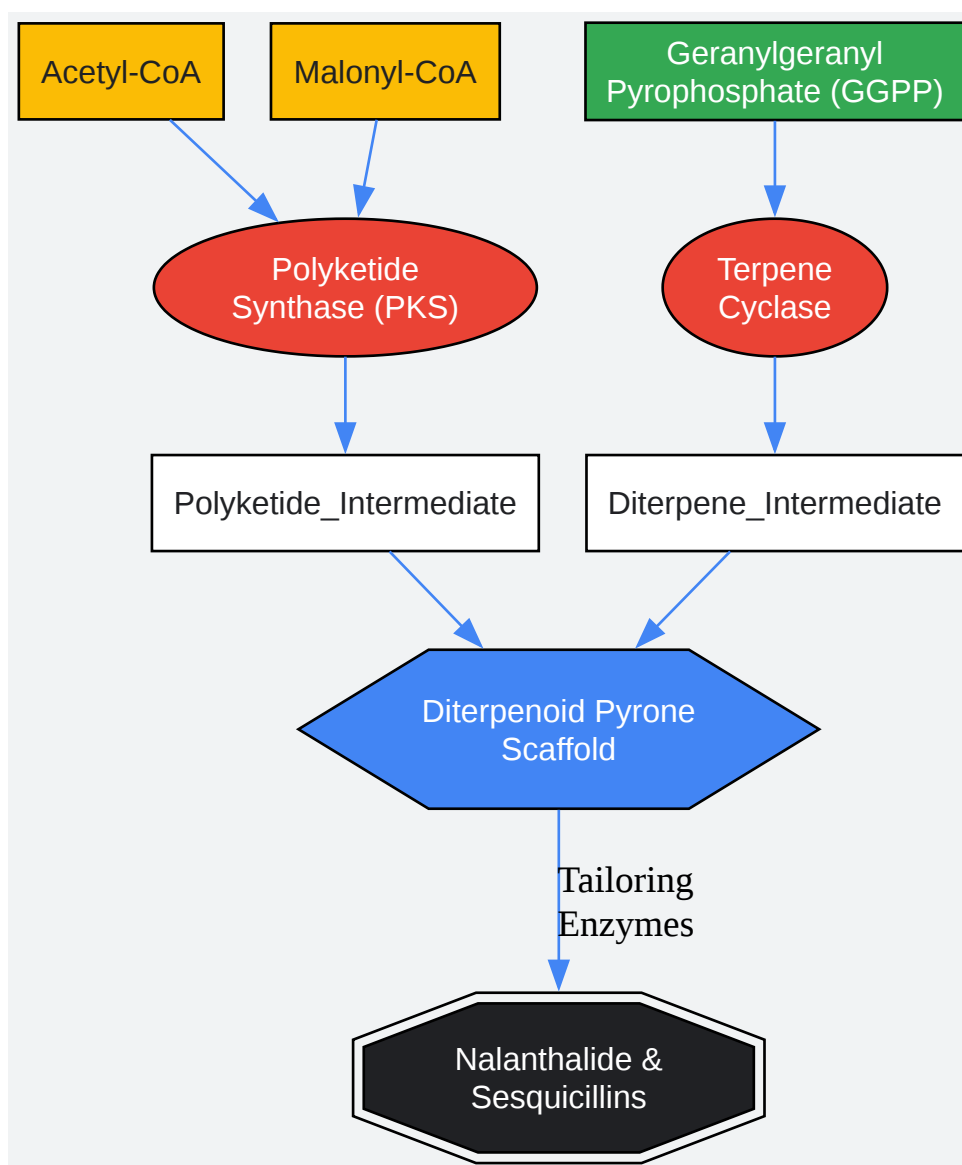 Acetyl-CoA
Malonyl-CoA
Geranylgeranyl
Pyrophosphate (GGPP)
Polyketide
Synthase (PKS)
Terpene
Cyclase
Polyketide_Intermediate
Diterpene_Intermediate
Diterpenoid Pyrone
Scaffold
Tailoring
Enzymes
Nalanthalide &
Sesquicillins